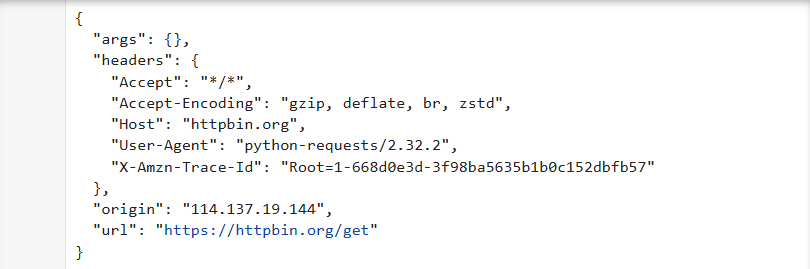 {
  "args": {},
  "headers": {
    "Accept": "*/*",
    "Accept-Encoding": "gzip, deflate, br, zstd",
    "Host": "httpbin.org",
    "User-Agent": "python-requests/2.32.2",
    "X-Amzn-Trace-Id": "Root=1-668d0e3d-3f98ba5635b1b0c152dbfb57"
  },
  "origin": "114.137.19.144",
  "url": "https://httpbin.org/get"
}